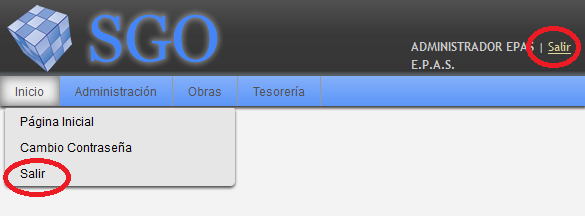 SGO
ADMINISTRADOR EPAS | Salir
E.P.A.S.
Inicio Administración Obras Tesorería
Página Inicial
Cambio Contraseña
Salir